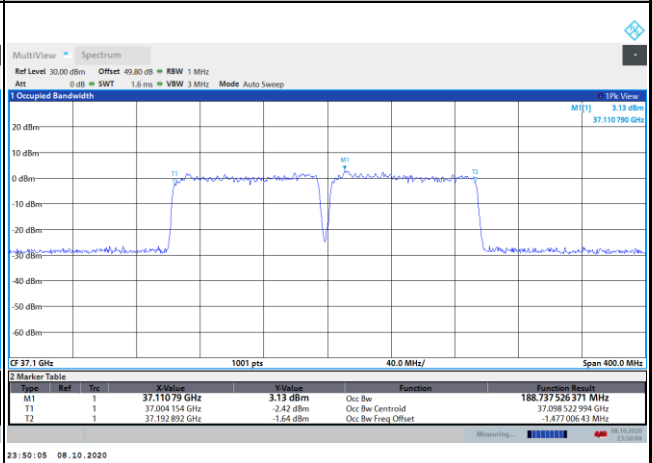 MultiView Spectrum
Ref Level 30.00 dBm Offset 49.80 dB RBW 1 MHz
Att 0 dB SWT 1.6 ms VBW 3 MHz Mode Auto Sweep
1 Occupied Bandwidth 1Pk View
M1[1] 3.13 dBm
37.110 790 GHz
20 dBm
10 dBm
0 dBm
-10 dBm
-20 dBm
-30 dBm
-40 dBm
-50 dBm
-60 dBm
T1
M1
T2
CF 37.1 GHz 1001 pts 40.0 MHz/ Span 400.0 MHz
2 Marker Table
Type Ref Trc X-Value Y-Value Function Function Result
M1 1 37.110 79 GHz 3.13 dBm Occ Bw 188.737 526 371 MHz
T1 1 37.004 154 GHz -2.42 dBm Occ Bw Centroid 37.098 522 994 GHz
T2 1 37.192 892 GHz -1.64 dBm Occ Bw Freq Offset -1.477 006 43 MHz
Measuring... 08.10.2020
23:50:04
23:50:05 08.10.2020